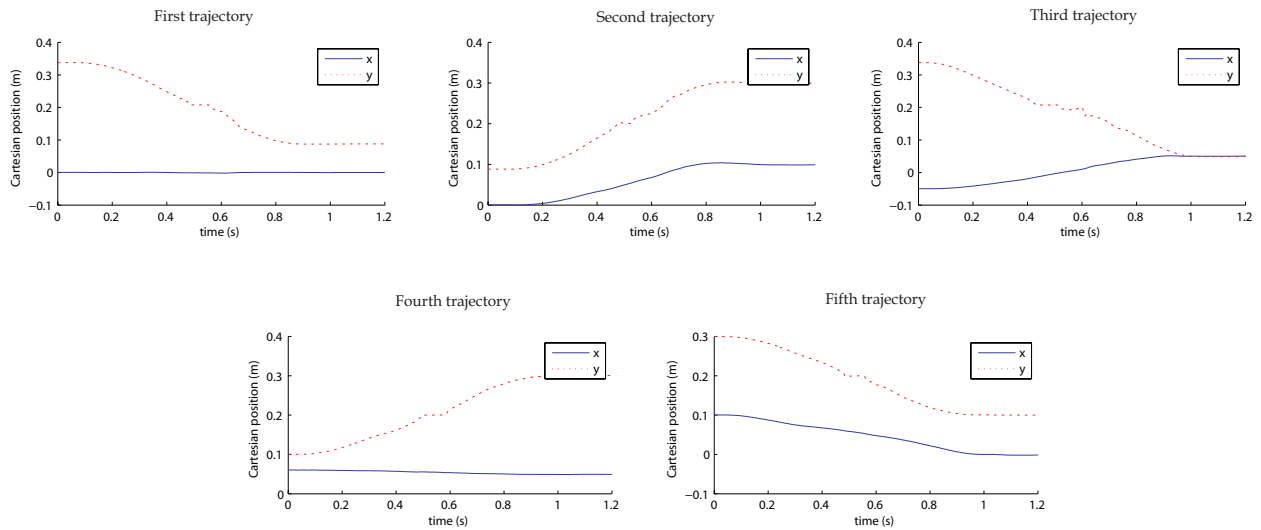 First trajectory
Cartesian position (m)
0.4
0.3
0.2
0.1
0
−0.1
0
0.2
0.4
0.6
0.8
1
1.2
time (s)
x
y
Second trajectory
Cartesian position (m)
0.4
0.3
0.2
0.1
0
0
0.2
0.4
0.6
0.8
1
1.2
time (s)
x
y
Third trajectory
Cartesian position (m)
0.4
0.3
0.2
0.1
0
−0.1
0
0.2
0.4
0.6
0.8
1
1.2
time (s)
x
y
Fourth trajectory
Cartesian position (m)
0.4
0.3
0.2
0.1
0
0
0.2
0.4
0.6
0.8
1
1.2
time (s)
x
y
Fifth trajectory
Cartesian position (m)
0.3
0.2
0.1
0
−0.1
0
0.2
0.4
0.6
0.8
1
1.2
time (s)
x
y